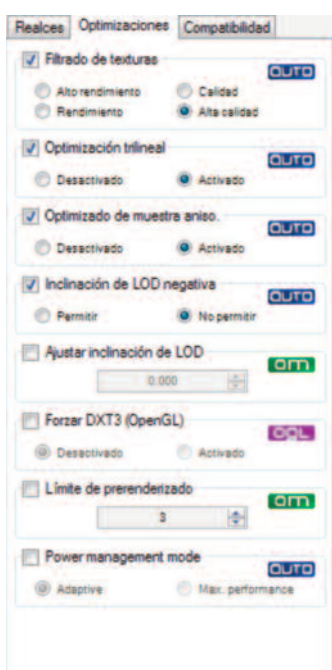 Realces Optimizaciones Compatibilidad
Filtrado de texturas
AUTO
Alto rendimiento Calidad
Rendimiento Alta calidad
Optimización trilineal
AUTO
Desactivado Activado
Optimizado de muestra aniso.
AUTO
Desactivado Activado
Inclinación de LOD negativa
AUTO
Permitir No permitir
Ajustar inclinación de LOD
am
0.000
Forzar DXT3 (OpenGL)
OGL
Desactivado Activado
Límite de prerenderizado
am
3
Power management mode
AUTO
Adaptive Max. performance